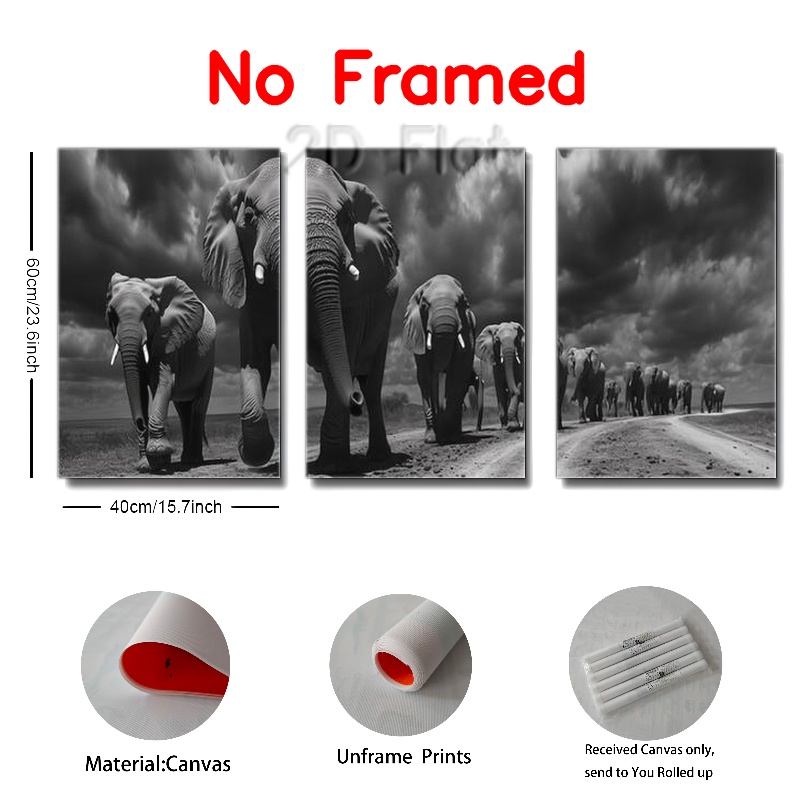 No Framed
2D Flat
60cm/23.6inch
40cm/15.7inch
Material:Canvas
Unframe Prints
Received Canvas only,
send to You Rolled up